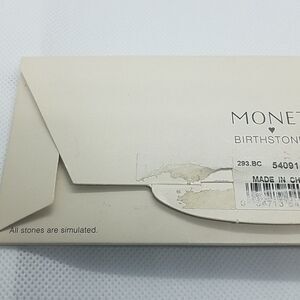 MONET
BIRTHSTON
293.BC 54091
MADE IN CH
All stones are simulated.